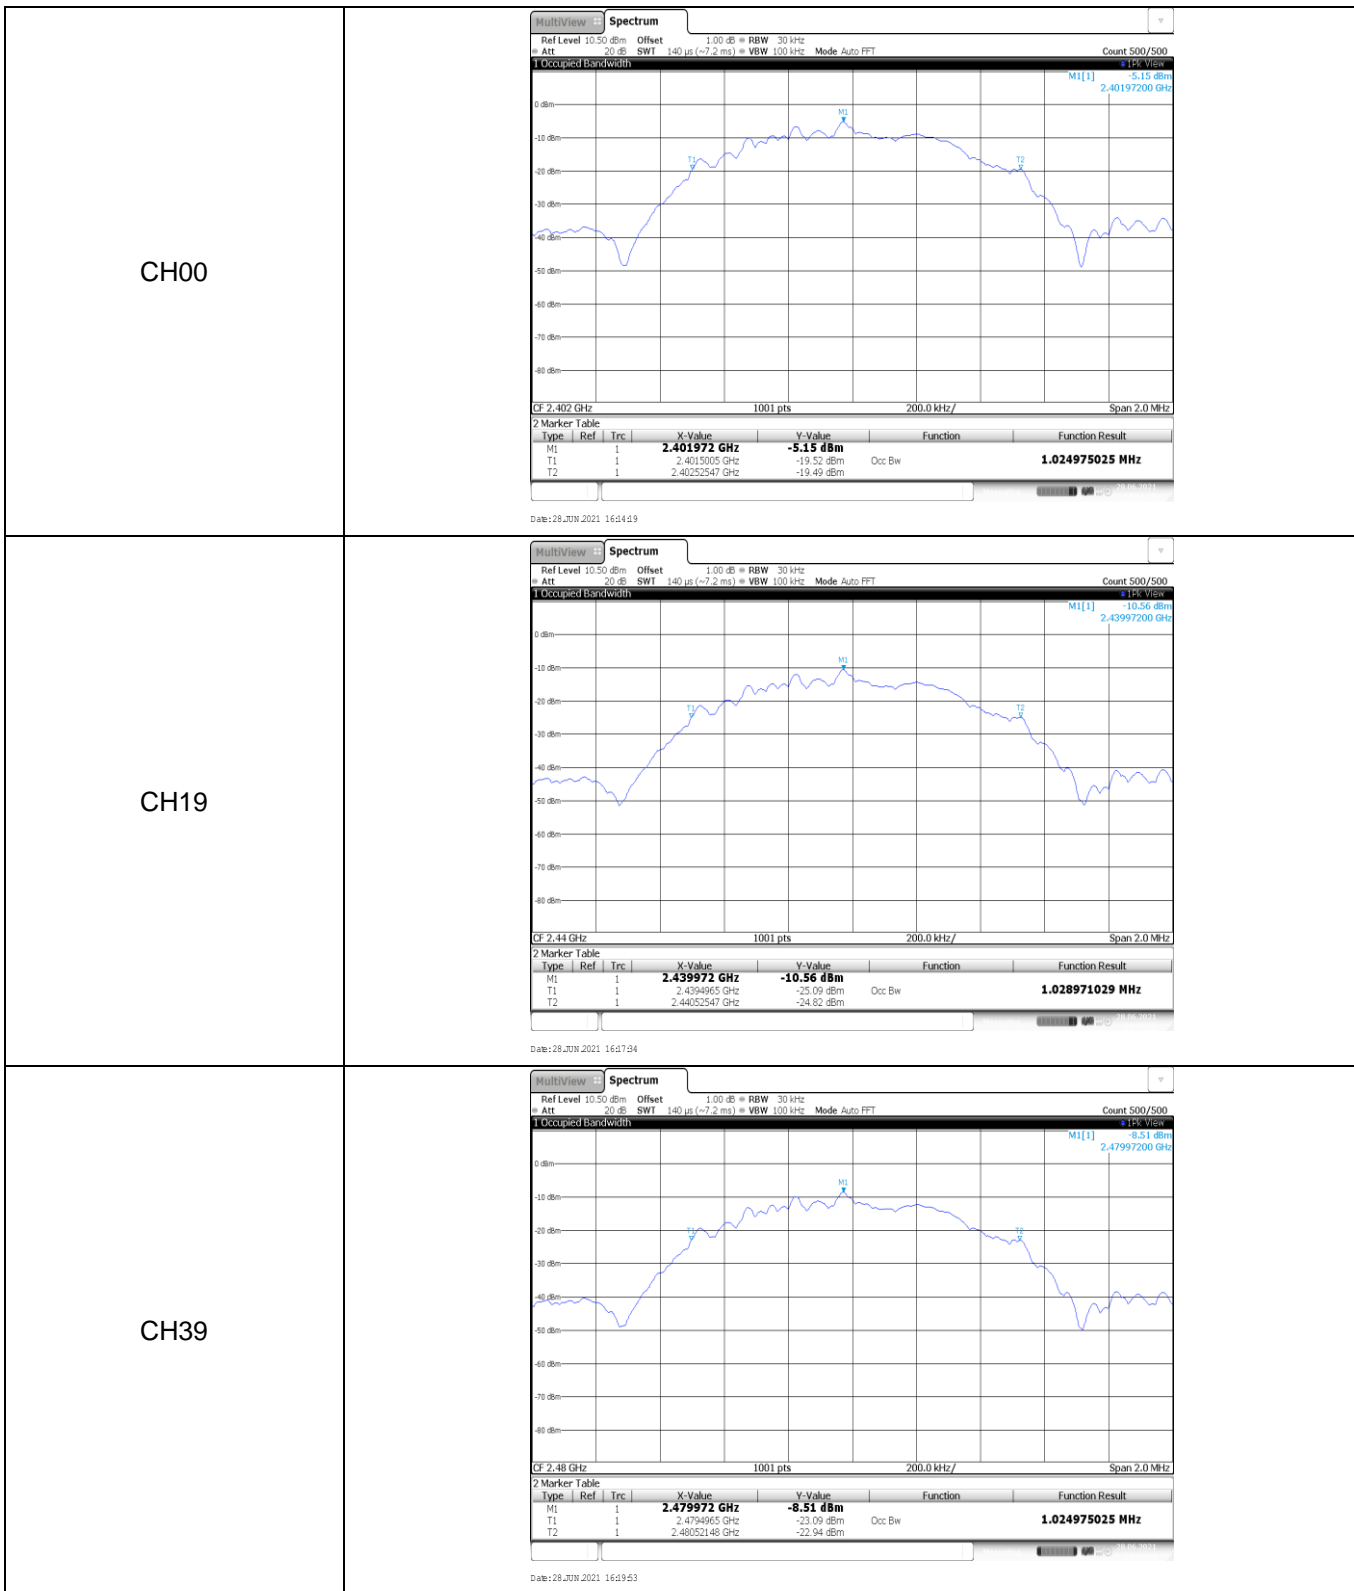 CH00
MultiView Spectrum
Ref Level 10.50 dBm Offset 1.00 dB RBW 30 kHz
Att 20 dB SWT 140 µs (~7.2 ms) VBW 100 kHz Mode Auto FFT Count 500/500
1 Occupied Bandwidth 1Pk View
M1[1] -5.15 dBm
2.40197200 GHz
0 dBm
M1
-10 dBm
T1 T2
-20 dBm
-30 dBm
-40 dBm
-50 dBm
-60 dBm
-70 dBm
-80 dBm
CF 2.402 GHz 1001 pts 200.0 kHz/ Span 2.0 MHz
2 Marker Table
Type Ref Trc X-Value Y-Value Function Function Result
M1 1 2.401972 GHz -5.15 dBm
T1 1 2.4015005 GHz -19.52 dBm Occ Bw 1.024975025 MHz
T2 1 2.40252547 GHz -19.49 dBm
28.06.2021
Date:28.JUN.2021 16:14:19
CH19
MultiView Spectrum
Ref Level 10.50 dBm Offset 1.00 dB RBW 30 kHz
Att 20 dB SWT 140 µs (~7.2 ms) VBW 100 kHz Mode Auto FFT Count 500/500
1 Occupied Bandwidth 1Pk View
M1[1] -10.56 dBm
2.43997200 GHz
0 dBm
M1
-10 dBm
-20 dBm
T1 T2
-30 dBm
-40 dBm
-50 dBm
-60 dBm
-70 dBm
-80 dBm
CF 2.44 GHz 1001 pts 200.0 kHz/ Span 2.0 MHz
2 Marker Table
Type Ref Trc X-Value Y-Value Function Function Result
M1 1 2.439972 GHz -10.56 dBm
T1 1 2.4394965 GHz -25.09 dBm Occ Bw 1.028971029 MHz
T2 1 2.44052547 GHz -24.82 dBm
28.06.2021
Date:28.JUN.2021 16:17:34
CH39
MultiView Spectrum
Ref Level 10.50 dBm Offset 1.00 dB RBW 30 kHz
Att 20 dB SWT 140 µs (~7.2 ms) VBW 100 kHz Mode Auto FFT Count 500/500
1 Occupied Bandwidth 1Pk View
M1[1] -8.51 dBm
2.47997200 GHz
0 dBm
M1
-10 dBm
-20 dBm
T1 T2
-30 dBm
-40 dBm
-50 dBm
-60 dBm
-70 dBm
-80 dBm
CF 2.48 GHz 1001 pts 200.0 kHz/ Span 2.0 MHz
2 Marker Table
Type Ref Trc X-Value Y-Value Function Function Result
M1 1 2.479972 GHz -8.51 dBm
T1 1 2.4794965 GHz -23.09 dBm Occ Bw 1.024975025 MHz
T2 1 2.48052148 GHz -22.94 dBm
28.06.2021
Date:28.JUN.2021 16:19:53